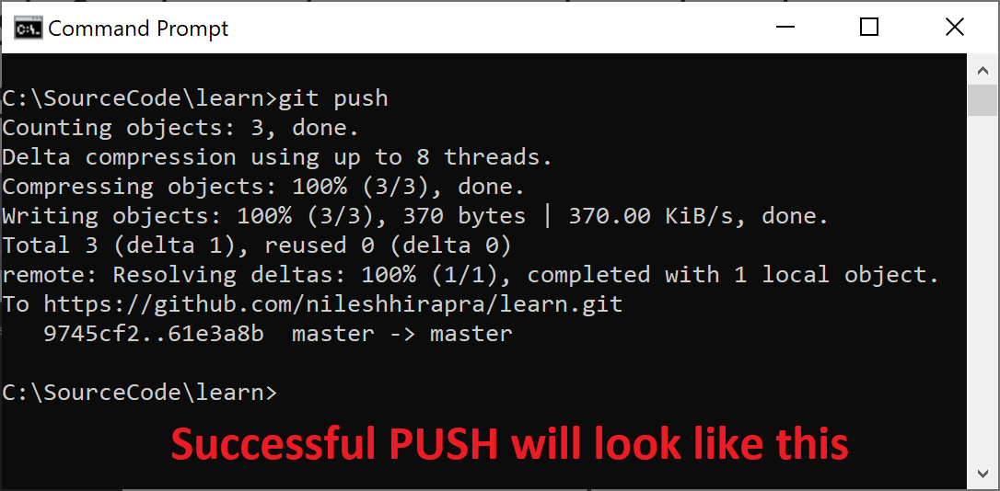 Command Prompt
C:\SourceCode\learn>git push
Counting objects: 3, done.
Delta compression using up to 8 threads.
Compressing objects: 100% (3/3), done.
Writing objects: 100% (3/3), 370 bytes | 370.00 KiB/s, done.
Total 3 (delta 1), reused 0 (delta 0)
remote: Resolving deltas: 100% (1/1), completed with 1 local object.
To https://github.com/nileshhirapra/learn.git
   9745cf2..61e3a8b  master -> master
C:\SourceCode\learn>
Successful PUSH will look like this